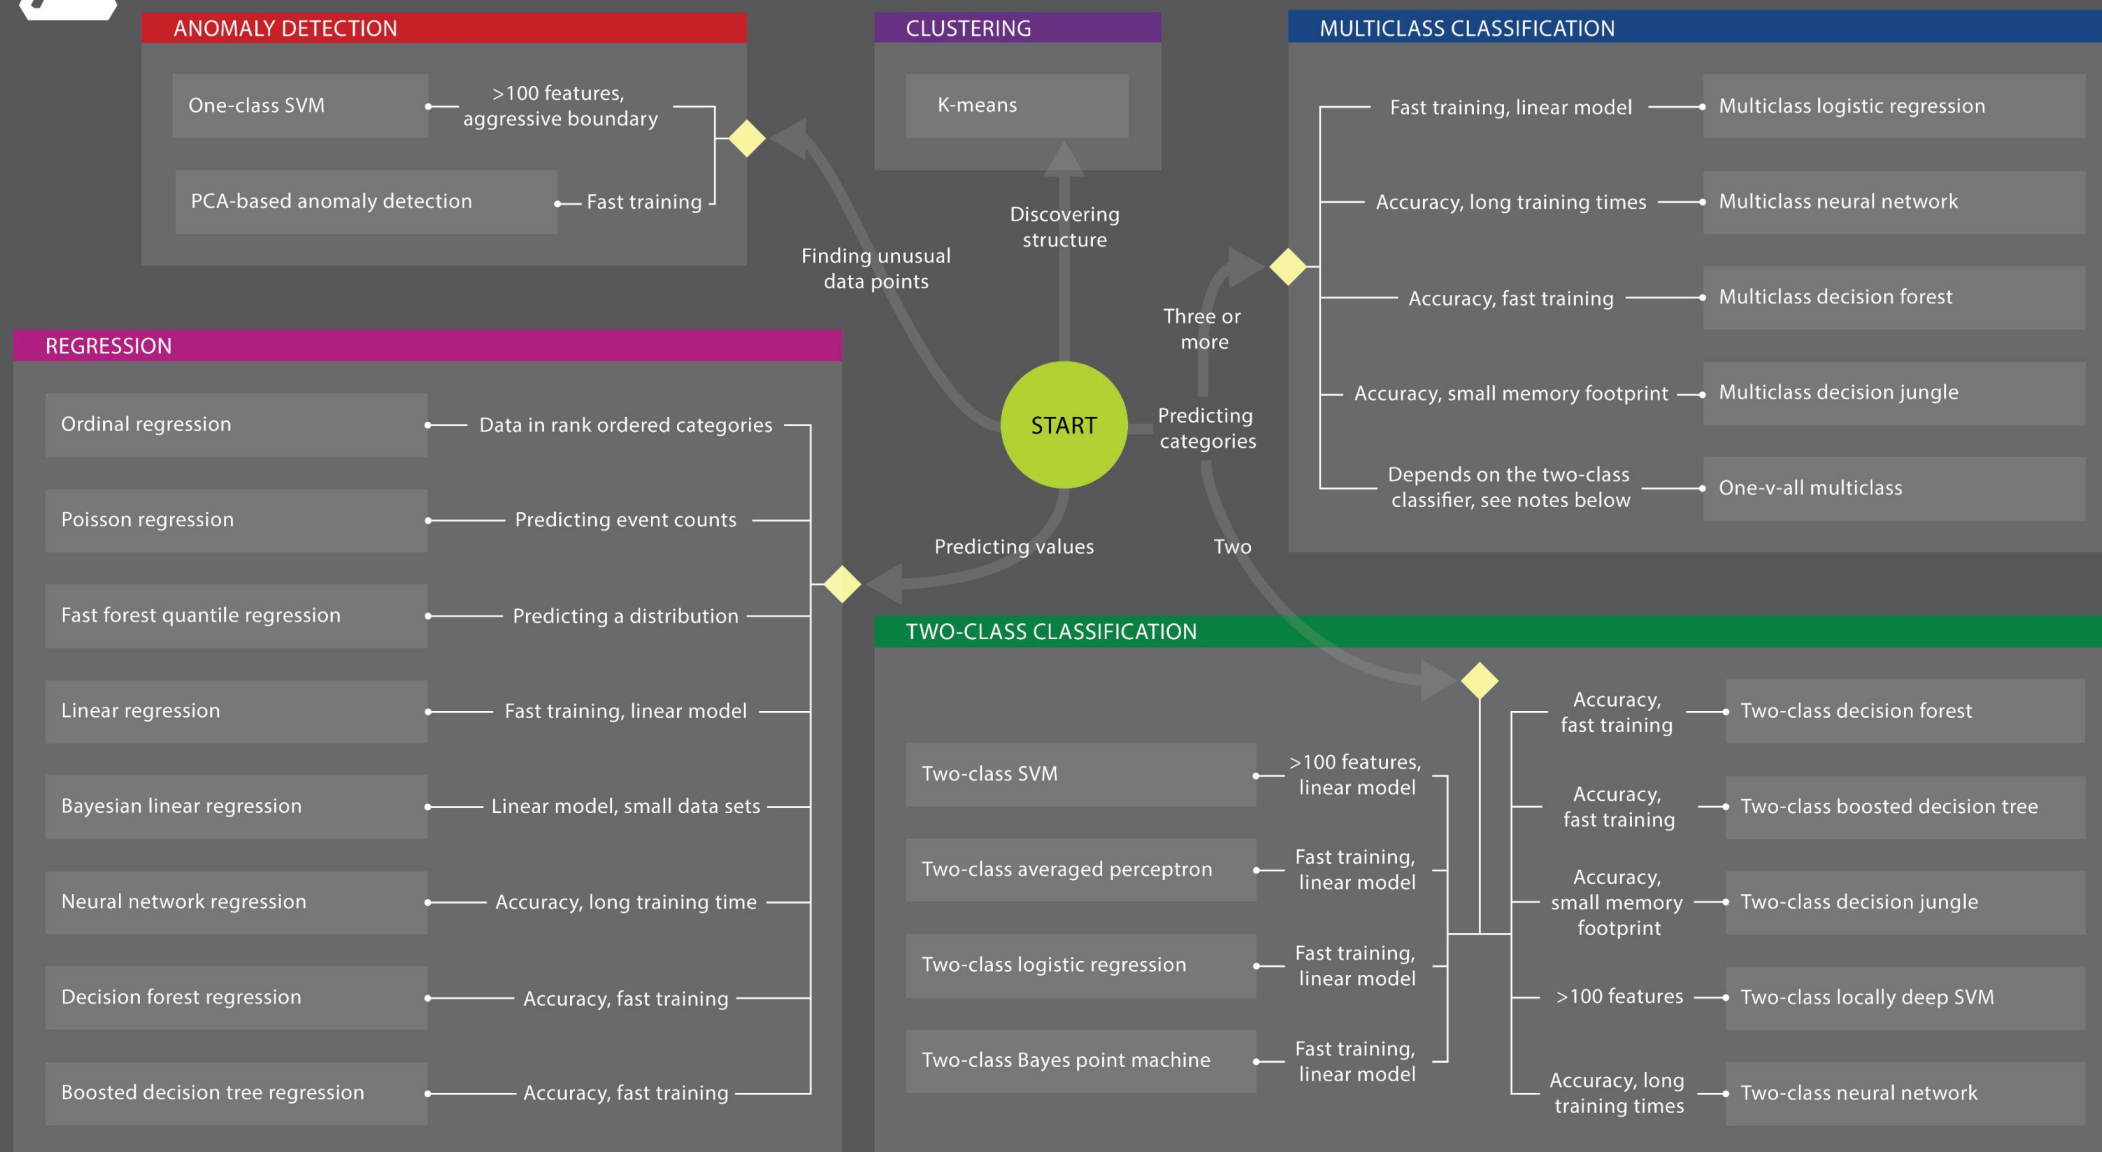 ANOMALY DETECTION
One-class SVM
>100 features,
aggressive boundary
PCA-based anomaly detection
Fast training
CLUSTERING
K-means
MULTICLASS CLASSIFICATION
Fast training, linear model
Multiclass logistic regression
Accuracy, long training times
Multiclass neural network
Accuracy, fast training
Multiclass decision forest
Accuracy, small memory footprint
Multiclass decision jungle
Depends on the two-class
classifier, see notes below
One-v-all multiclass
Finding unusual
data points
Discovering
structure
Three or
more
START
Predicting
categories
Predicting values
Two
REGRESSION
Ordinal regression
Data in rank ordered categories
Poisson regression
Predicting event counts
Fast forest quantile regression
Predicting a distribution
Linear regression
Fast training, linear model
Bayesian linear regression
Linear model, small data sets
Neural network regression
Accuracy, long training time
Decision forest regression
Accuracy, fast training
Boosted decision tree regression
Accuracy, fast training
TWO-CLASS CLASSIFICATION
Two-class SVM
>100 features,
linear model
Two-class averaged perceptron
Fast training,
linear model
Two-class logistic regression
Fast training,
linear model
Two-class Bayes point machine
Fast training,
linear model
Accuracy,
fast training
Two-class decision forest
Accuracy,
fast training
Two-class boosted decision tree
Accuracy,
small memory
footprint
Two-class decision jungle
>100 features
Two-class locally deep SVM
Accuracy, long
training times
Two-class neural network